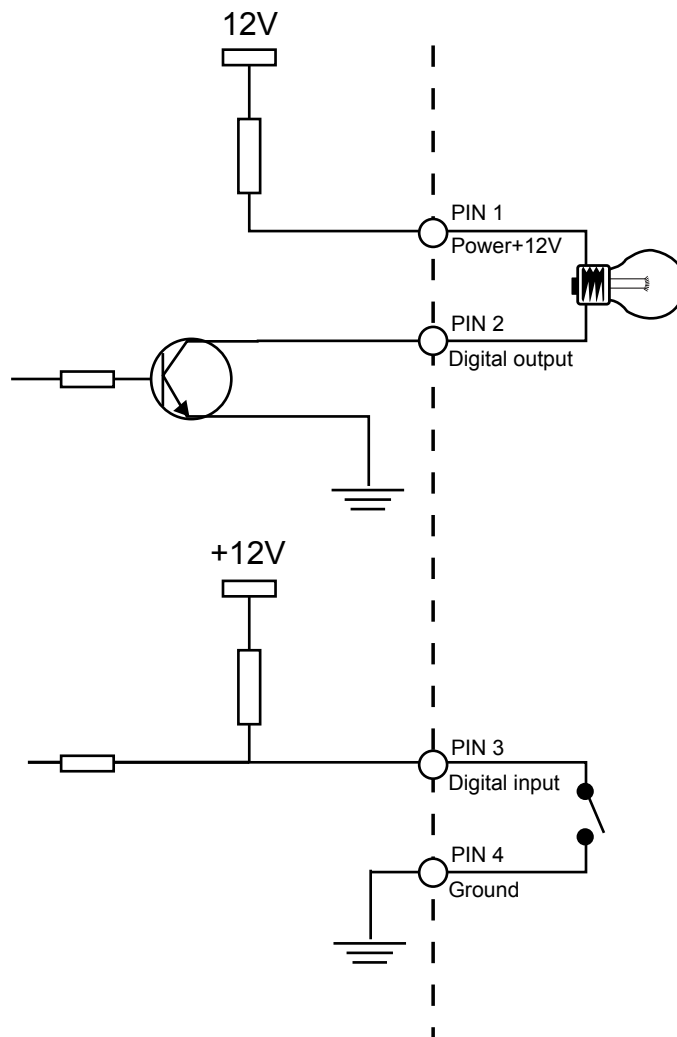 12V
PIN 1
Power+12V
PIN 2
Digital output
+12V
PIN 3
Digital input
PIN 4
Ground